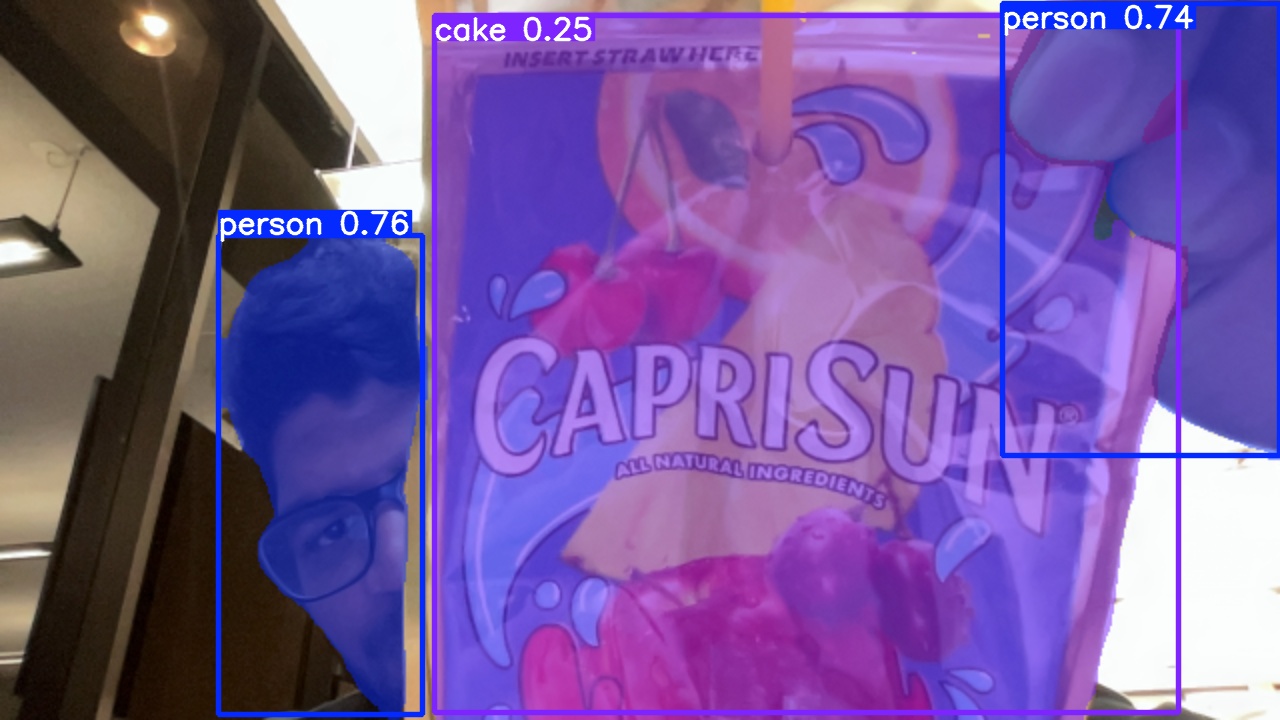 cake 0.25
person 0.74
INSERT STRAW HERE
person 0.76
CAPRISUN®
ALL NATURAL INGREDIENTS